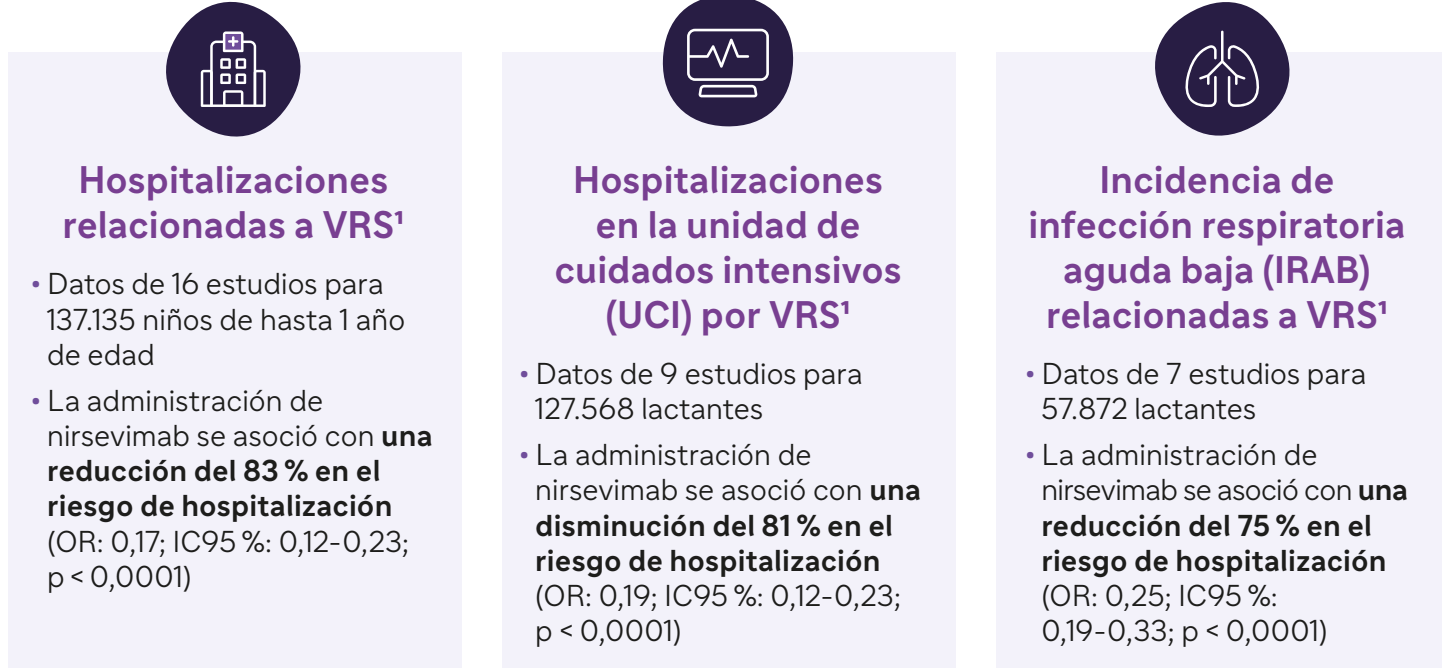 Hospitalizaciones
relacionadas a VRS¹
• Datos de 16 estudios para
137.135 niños de hasta 1 año
de edad
• La administración de
nirsevimab se asoció con una
reducción del 83 % en el
riesgo de hospitalización
(OR: 0,17; IC95 %: 0,12-0,23;
p < 0,0001)
Hospitalizaciones
en la unidad de
cuidados intensivos
(UCI) por VRS¹
• Datos de 9 estudios para
127.568 lactantes
• La administración de
nirsevimab se asoció con una
disminución del 81 % en el
riesgo de hospitalización
(OR: 0,19; IC95 %: 0,12-0,23;
p < 0,0001)
Incidencia de
infección respiratoria
aguda baja (IRAB)
relacionadas a VRS¹
• Datos de 7 estudios para
57.872 lactantes
• La administración de
nirsevimab se asoció con una
reducción del 75 % en el
riesgo de hospitalización
(OR: 0,25; IC95 %:
0,19-0,33; p < 0,0001)